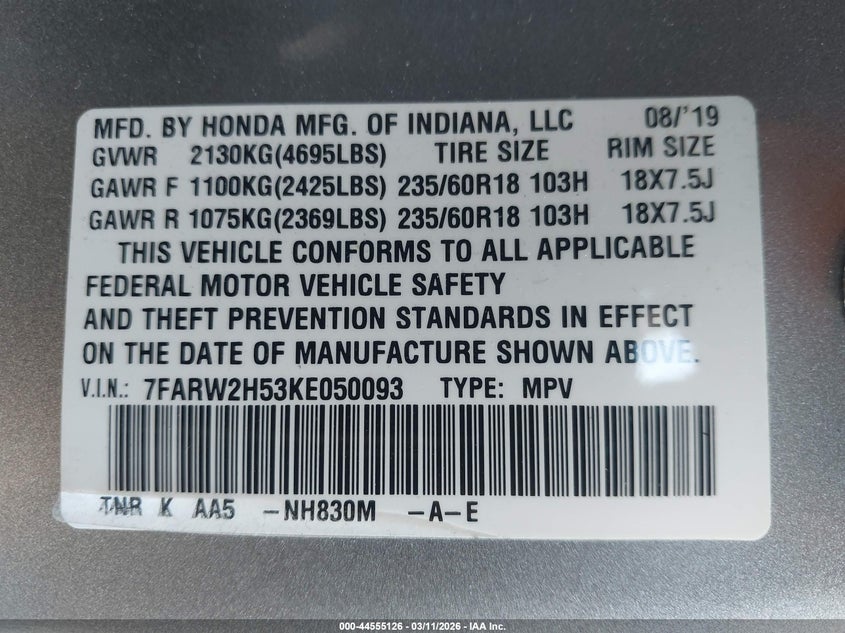 MFD. BY HONDA MFG. OF INDIANA, LLC 08/'19
GVWR 2130KG(4695LBS) TIRE SIZE RIM SIZE
GAWR F 1100KG(2425LBS) 235/60R18 103H 18X7.5J
GAWR R 1075KG(2369LBS) 235/60R18 103H 18X7.5J
THIS VEHICLE CONFORMS TO ALL APPLICABLE
FEDERAL MOTOR VEHICLE SAFETY
AND THEFT PREVENTION STANDARDS IN EFFECT
ON THE DATE OF MANUFACTURE SHOWN ABOVE.
V.I.N.: 7FARW2H53KE050093 TYPE: MPV
TNR K AA5 -NH830M -A-E
000-44555126 - 03/11/2026 - IAA Inc.